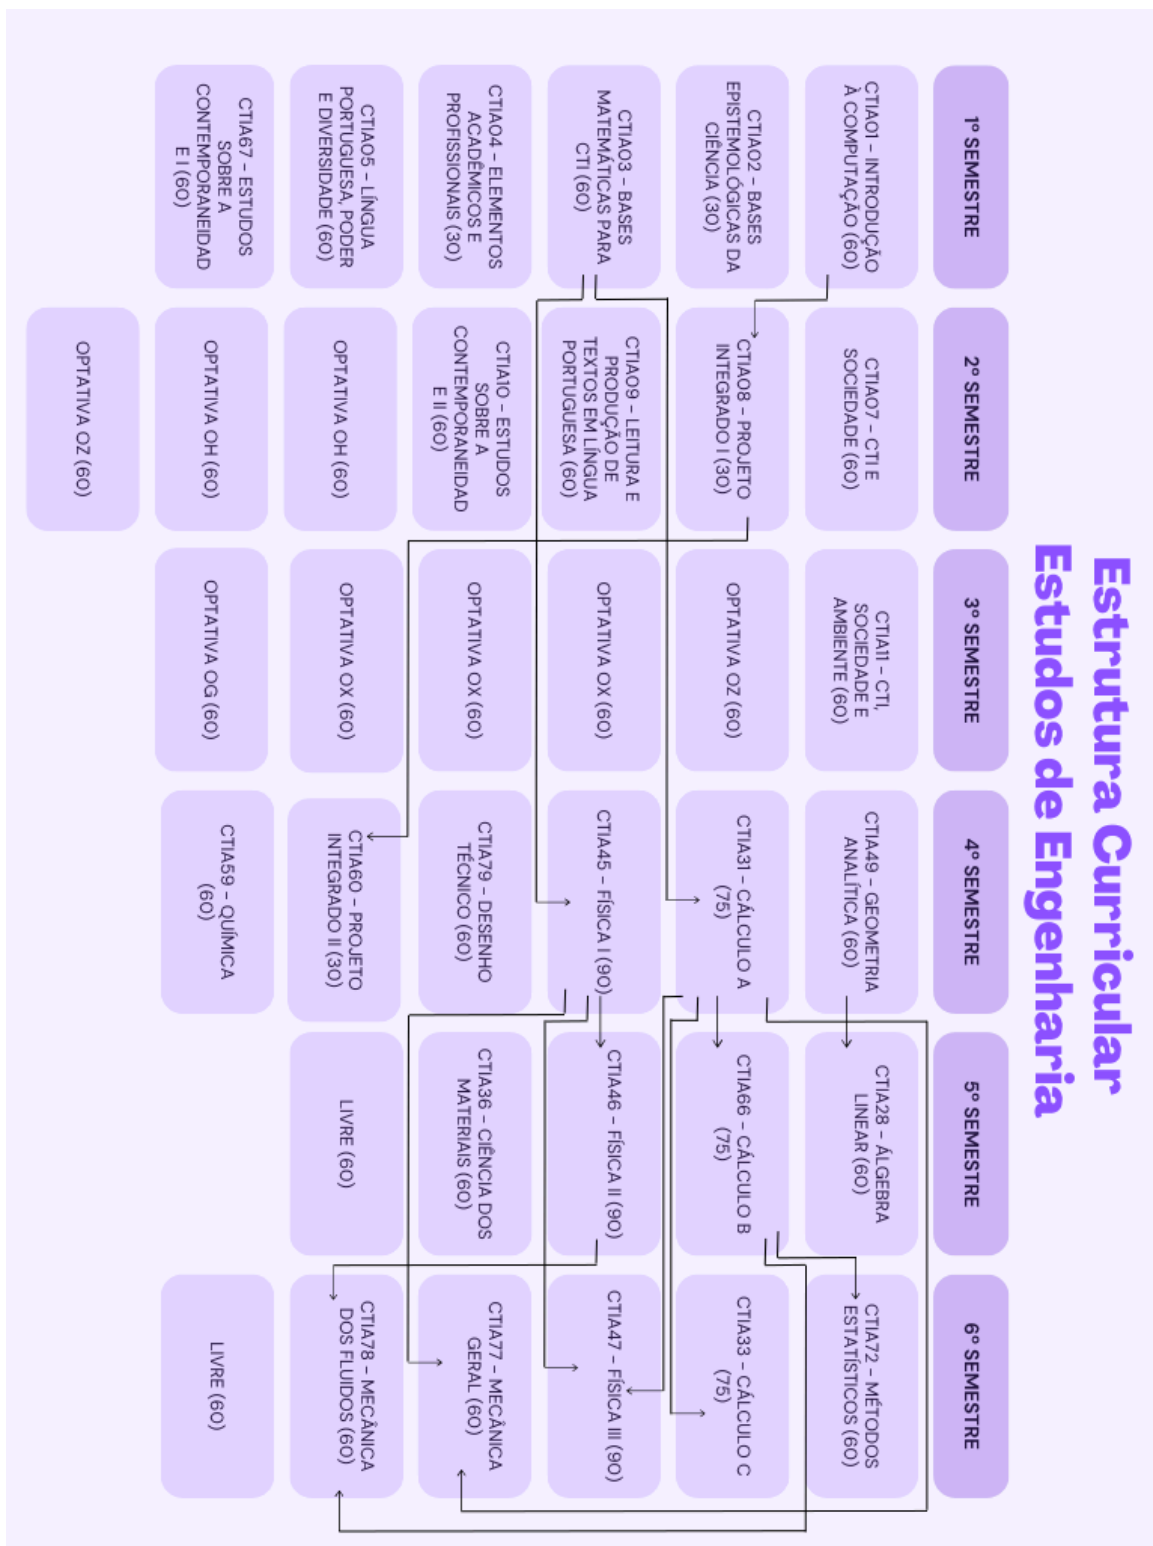 Estrutura Curricular
Estudos de Engenharia
1º SEMESTRE
CTIA01 – INTRODUÇÃO
À COMPUTAÇÃO (60)
CTIA02 – BASES
EPISTEMOLÓGICAS DA
CIÊNCIA (30)
CTIA03 – BASES
MATEMÁTICAS PARA
CTI (60)
CTIA04 – ELEMENTOS
ACADÊMICOS E
PROFISSIONAIS (30)
CTIA05 – LÍNGUA
PORTUGUESA, PODER
E DIVERSIDADE (60)
CTIA67 – ESTUDOS
SOBRE A
CONTEMPORANEIDAD
E I (60)
2º SEMESTRE
CTIA07 – CTI E
SOCIEDADE (60)
CTIA08 – PROJETO
INTEGRADO I (30)
CTIA09 – LEITURA E
PRODUÇÃO DE
TEXTOS EM LÍNGUA
PORTUGUESA (60)
CTIA10 – ESTUDOS
SOBRE A
CONTEMPORANEIDAD
E II (60)
OPTATIVA OH (60)
OPTATIVA OH (60)
OPTATIVA OZ (60)
3º SEMESTRE
CTIA11 – CTI,
SOCIEDADE E
AMBIENTE (60)
OPTATIVA OZ (60)
OPTATIVA OX (60)
OPTATIVA OX (60)
OPTATIVA OX (60)
OPTATIVA OG (60)
4º SEMESTRE
CTIA49 – GEOMETRIA
ANALÍTICA (60)
CTIA31 – CÁLCULO A
(75)
CTIA45 – FÍSICA I (90)
CTIA79 – DESENHO
TÉCNICO (60)
CTIA60 – PROJETO
INTEGRADO II (30)
CTIA59 – QUÍMICA
(60)
5º SEMESTRE
CTIA28 – ÁLGEBRA
LINEAR (60)
CTIA66 – CÁLCULO B
(75)
CTIA46 – FÍSICA II (90)
CTIA36 – CIÊNCIA DOS
MATERIAIS (60)
LIVRE (60)
6º SEMESTRE
CTIA72 – MÉTODOS
ESTATÍSTICOS (60)
CTIA33 – CÁLCULO C
(75)
CTIA47 – FÍSICA III (90)
CTIA77 – MECÂNICA
GERAL (60)
CTIA78 – MECÂNICA
DOS FLUIDOS (60)
LIVRE (60)